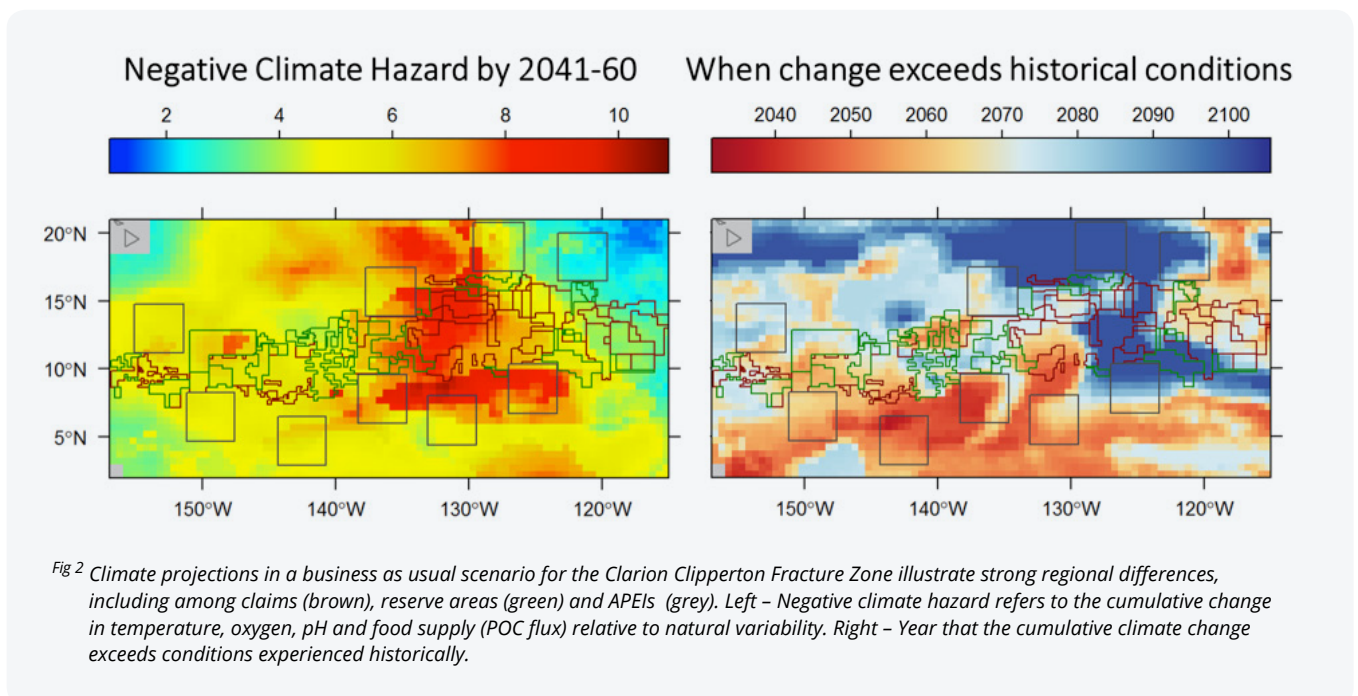 Negative Climate Hazard by 2041-60
When change exceeds historical conditions
2 4 6 8 10
2040 2050 2060 2070 2080 2090 2100
20°N
15°N
10°N
5°N
150°W 140°W 130°W 120°W
150°W 140°W 130°W 120°W
Fig 2 Climate projections in a business as usual scenario for the Clarion Clipperton Fracture Zone illustrate strong regional differences,
including among claims (brown), reserve areas (green) and APEIs (grey). Left – Negative climate hazard refers to the cumulative change
in temperature, oxygen, pH and food supply (POC flux) relative to natural variability. Right – Year that the cumulative climate change
exceeds conditions experienced historically.